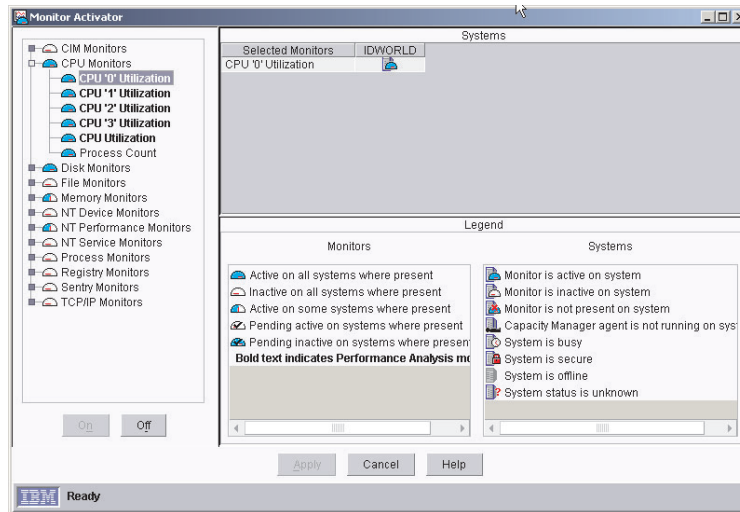 Monitor Activator
CIM Monitors
CPU Monitors
CPU '0' Utilization
CPU '1' Utilization
CPU '2' Utilization
CPU '3' Utilization
CPU Utilization
Process Count
Disk Monitors
File Monitors
Memory Monitors
NT Device Monitors
NT Performance Monitors
NT Service Monitors
Process Monitors
Registry Monitors
Sentry Monitors
TCP/IP Monitors
On Off
Systems
Selected Monitors IDWORLD
CPU '0' Utilization
Legend
Monitors
Active on all systems where present
Inactive on all systems where present
Active on some systems where present
Pending active on systems where present
Pending inactive on systems where presen
Bold text indicates Performance Analysis mo
Systems
Monitor is active on system
Monitor is inactive on system
Monitor is not present on system
Capacity Manager agent is not running on sys
System is busy
System is secure
System is offline
System status is unknown
Apply Cancel Help
IBM Ready